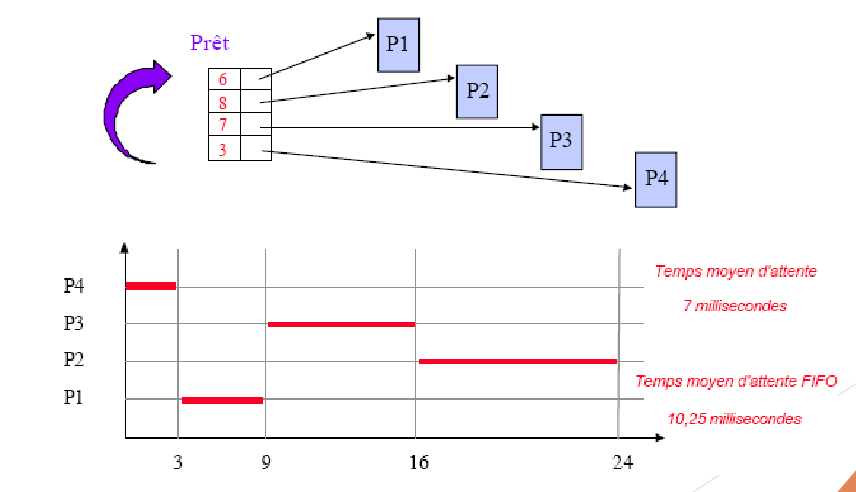 Prêt
P1
6
8
P2
7
P3
3
P4
P4
Temps moyen d'attente
7 millisecondes
P3
P2
Temps moyen d'attente FIFO
P1
10,25 millisecondes
3 9 16 24